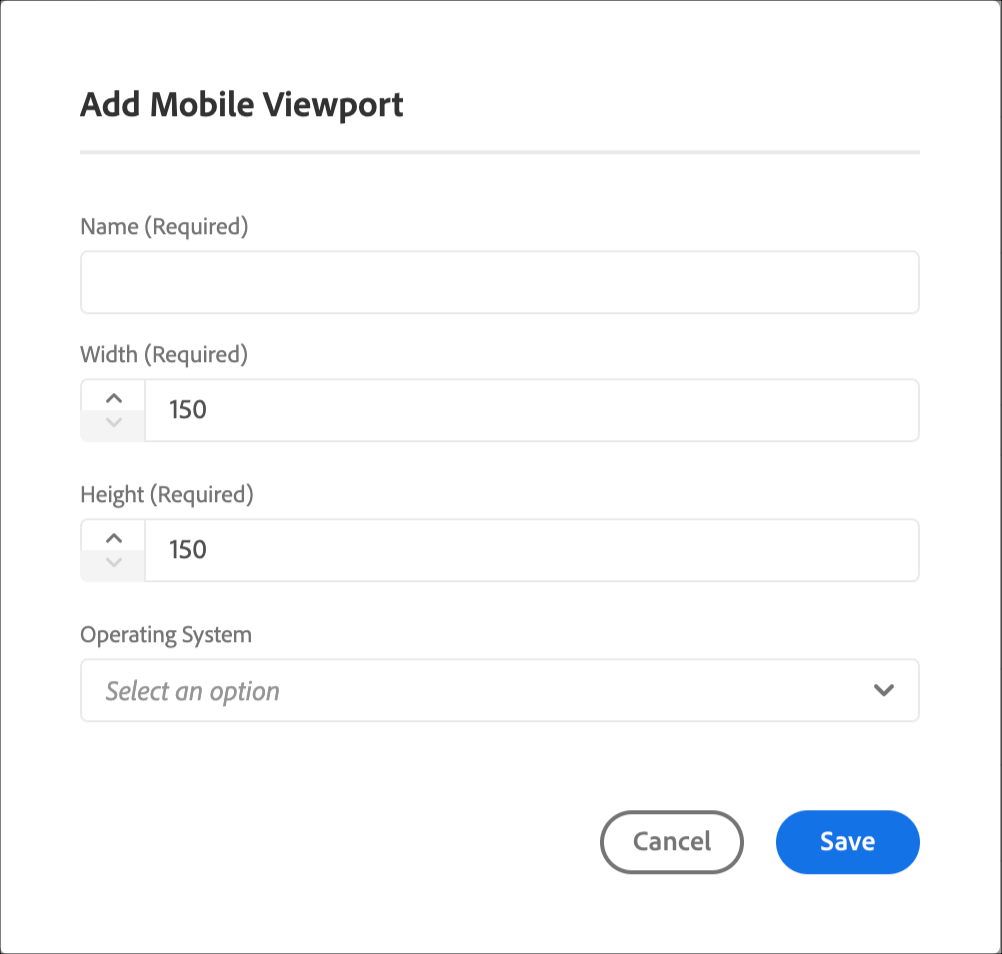 Add Mobile Viewport
Name (Required)
Width (Required)
150
Height (Required)
150
Operating System
Select an option
Cancel
Save